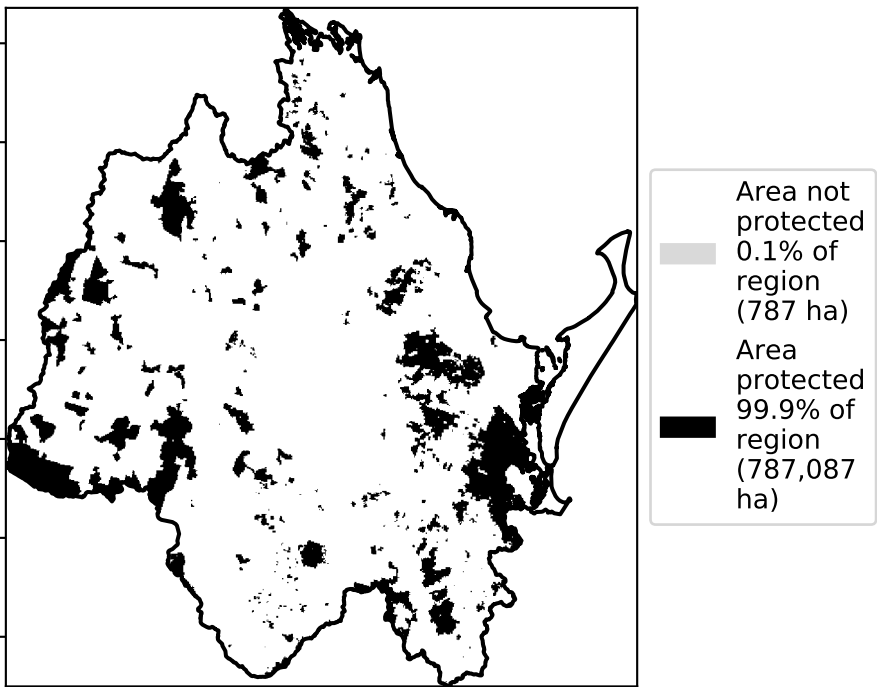 Area not
protected
0.1% of
region
(787 ha)
Area
protected
99.9% of
region
(787,087
ha)